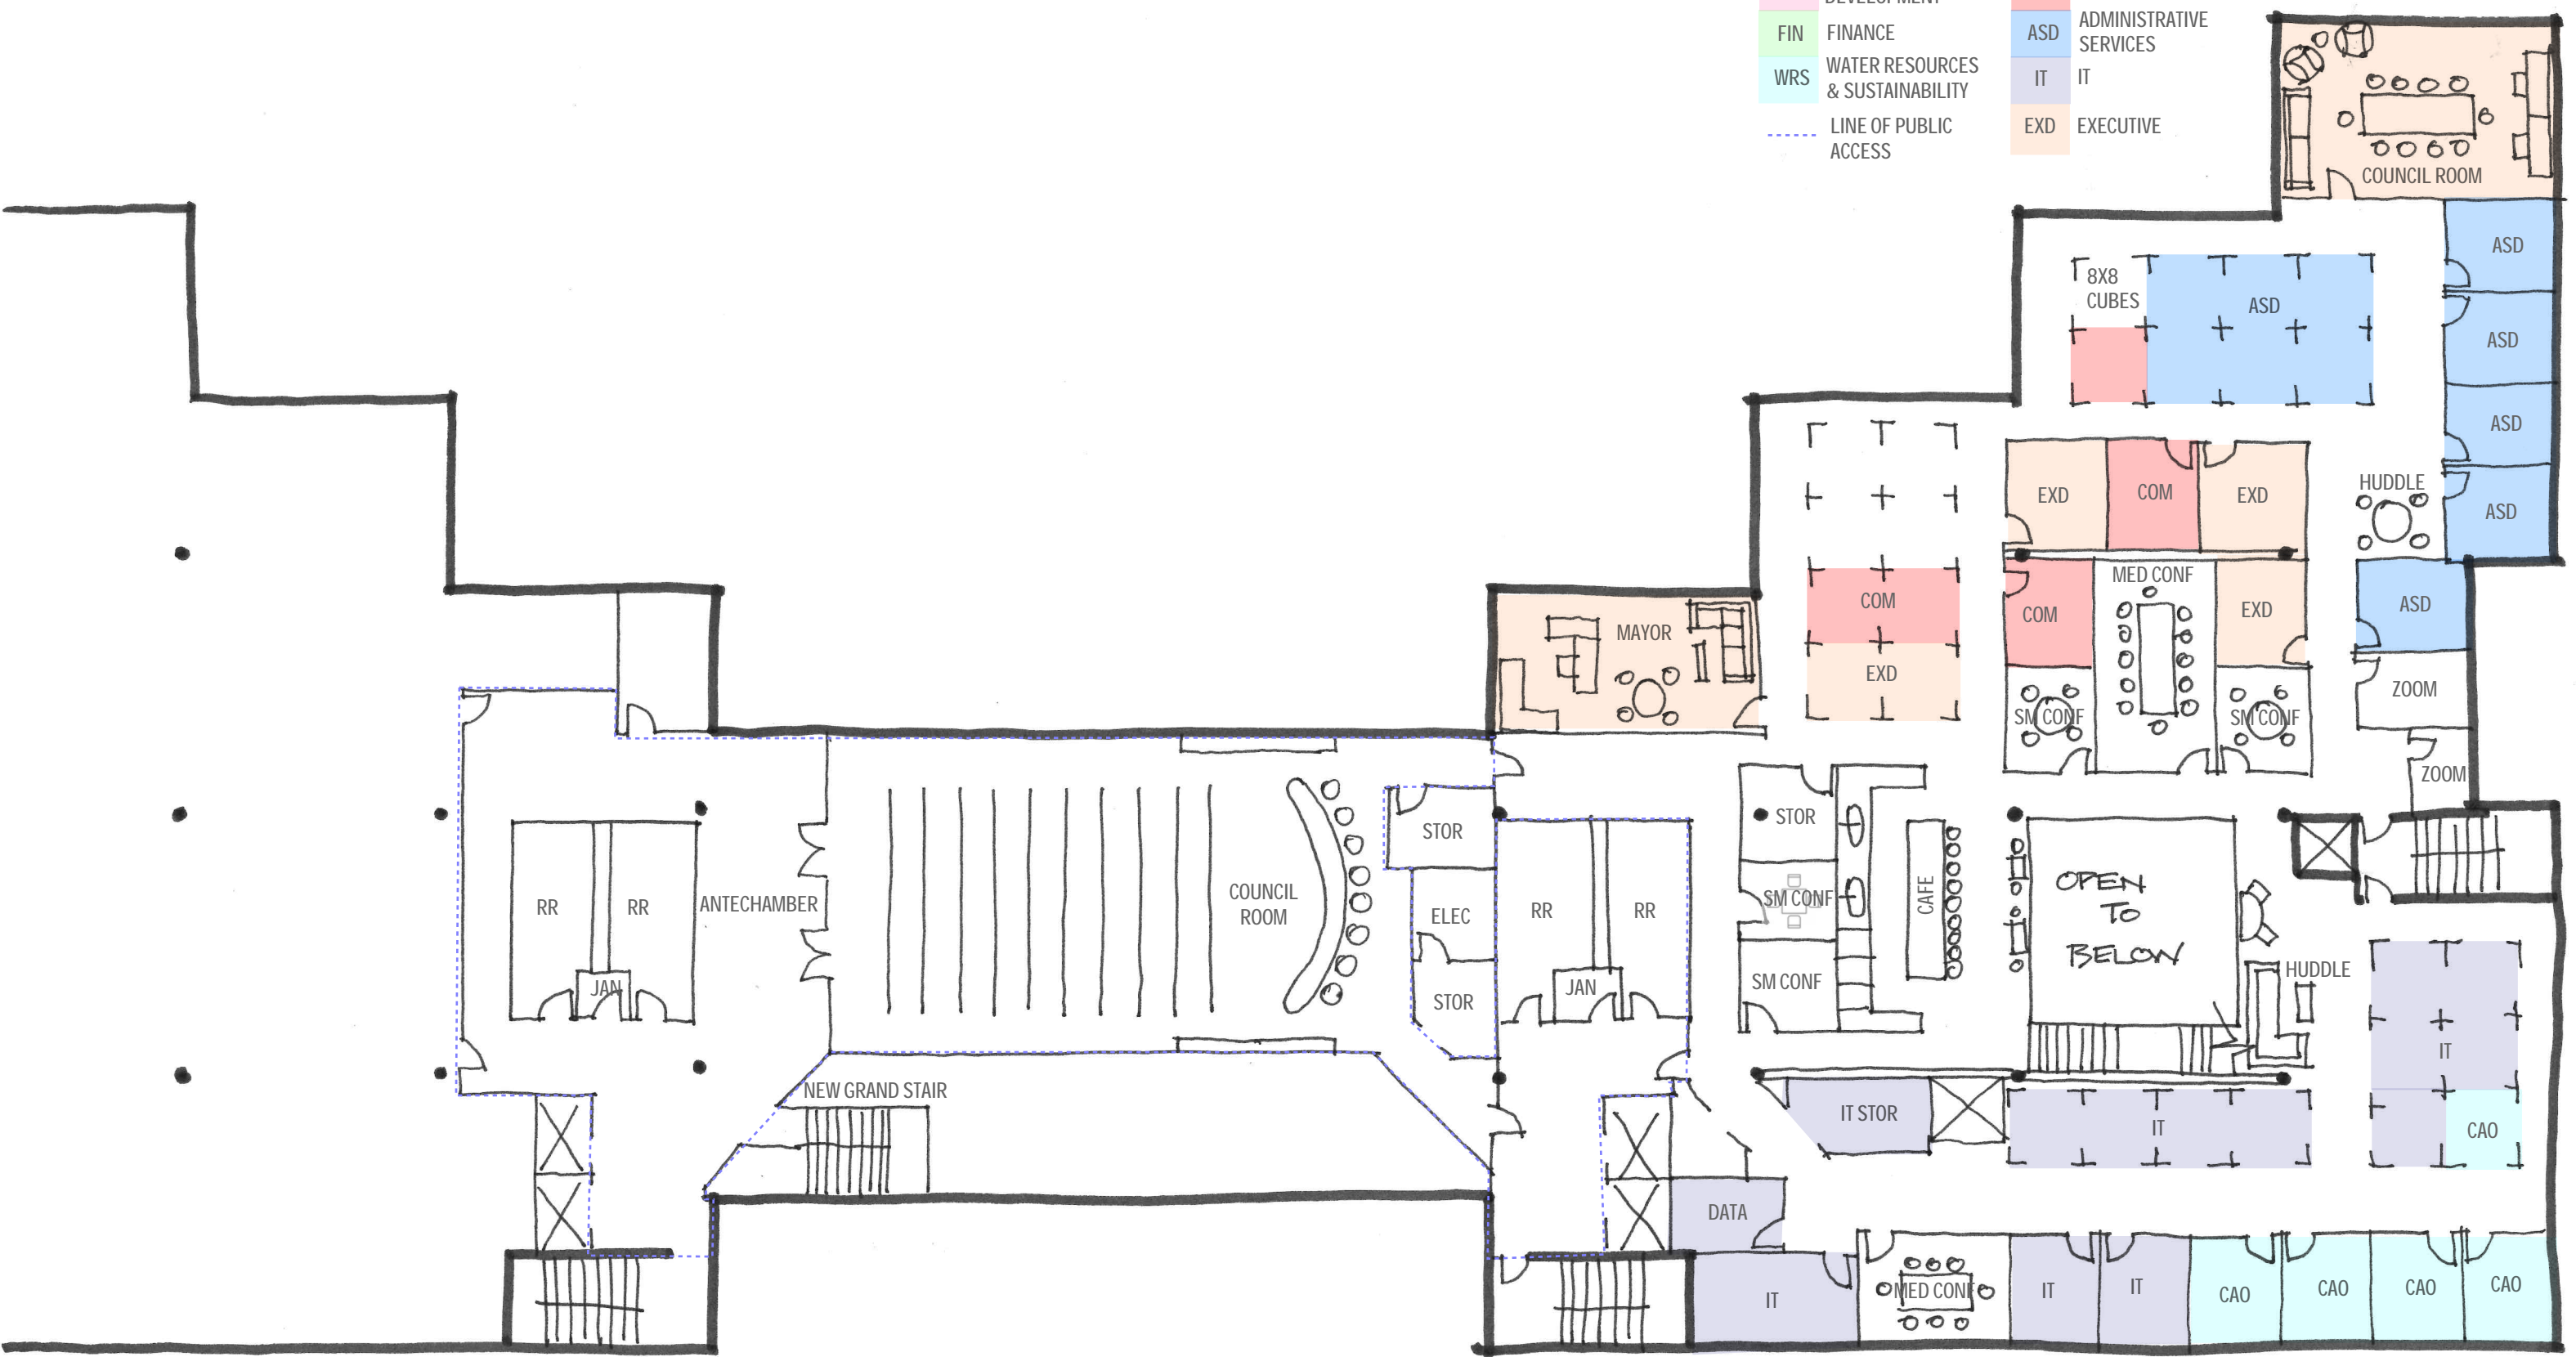 DEVELOPMENT
FIN FINANCE
ASD ADMINISTRATIVE
SERVICES
WRS WATER RESOURCES
& SUSTAINABILITY
IT IT
LINE OF PUBLIC
ACCESS
EXD EXECUTIVE
COUNCIL ROOM
ASD
8X8
CUBES
ASD
ASD
ASD
HUDDLE
EXD
COM
EXD
ASD
MED CONF
COM
EXD
ASD
COM
MAYOR
EXD
ZOOM
SM CONF
SM CONF
ZOOM
STOR
STOR
SM CONF
CAFE
OPEN
TO
BELOW
COUNCIL
ROOM
ANTECHAMBER
RR
RR
ELEC
RR
RR
HUDDLE
JAN
STOR
JAN
SM CONF
IT
NEW GRAND STAIR
IT STOR
IT
CAO
DATA
IT
MED CONF
IT
IT
CAO
CAO
CAO
CAO